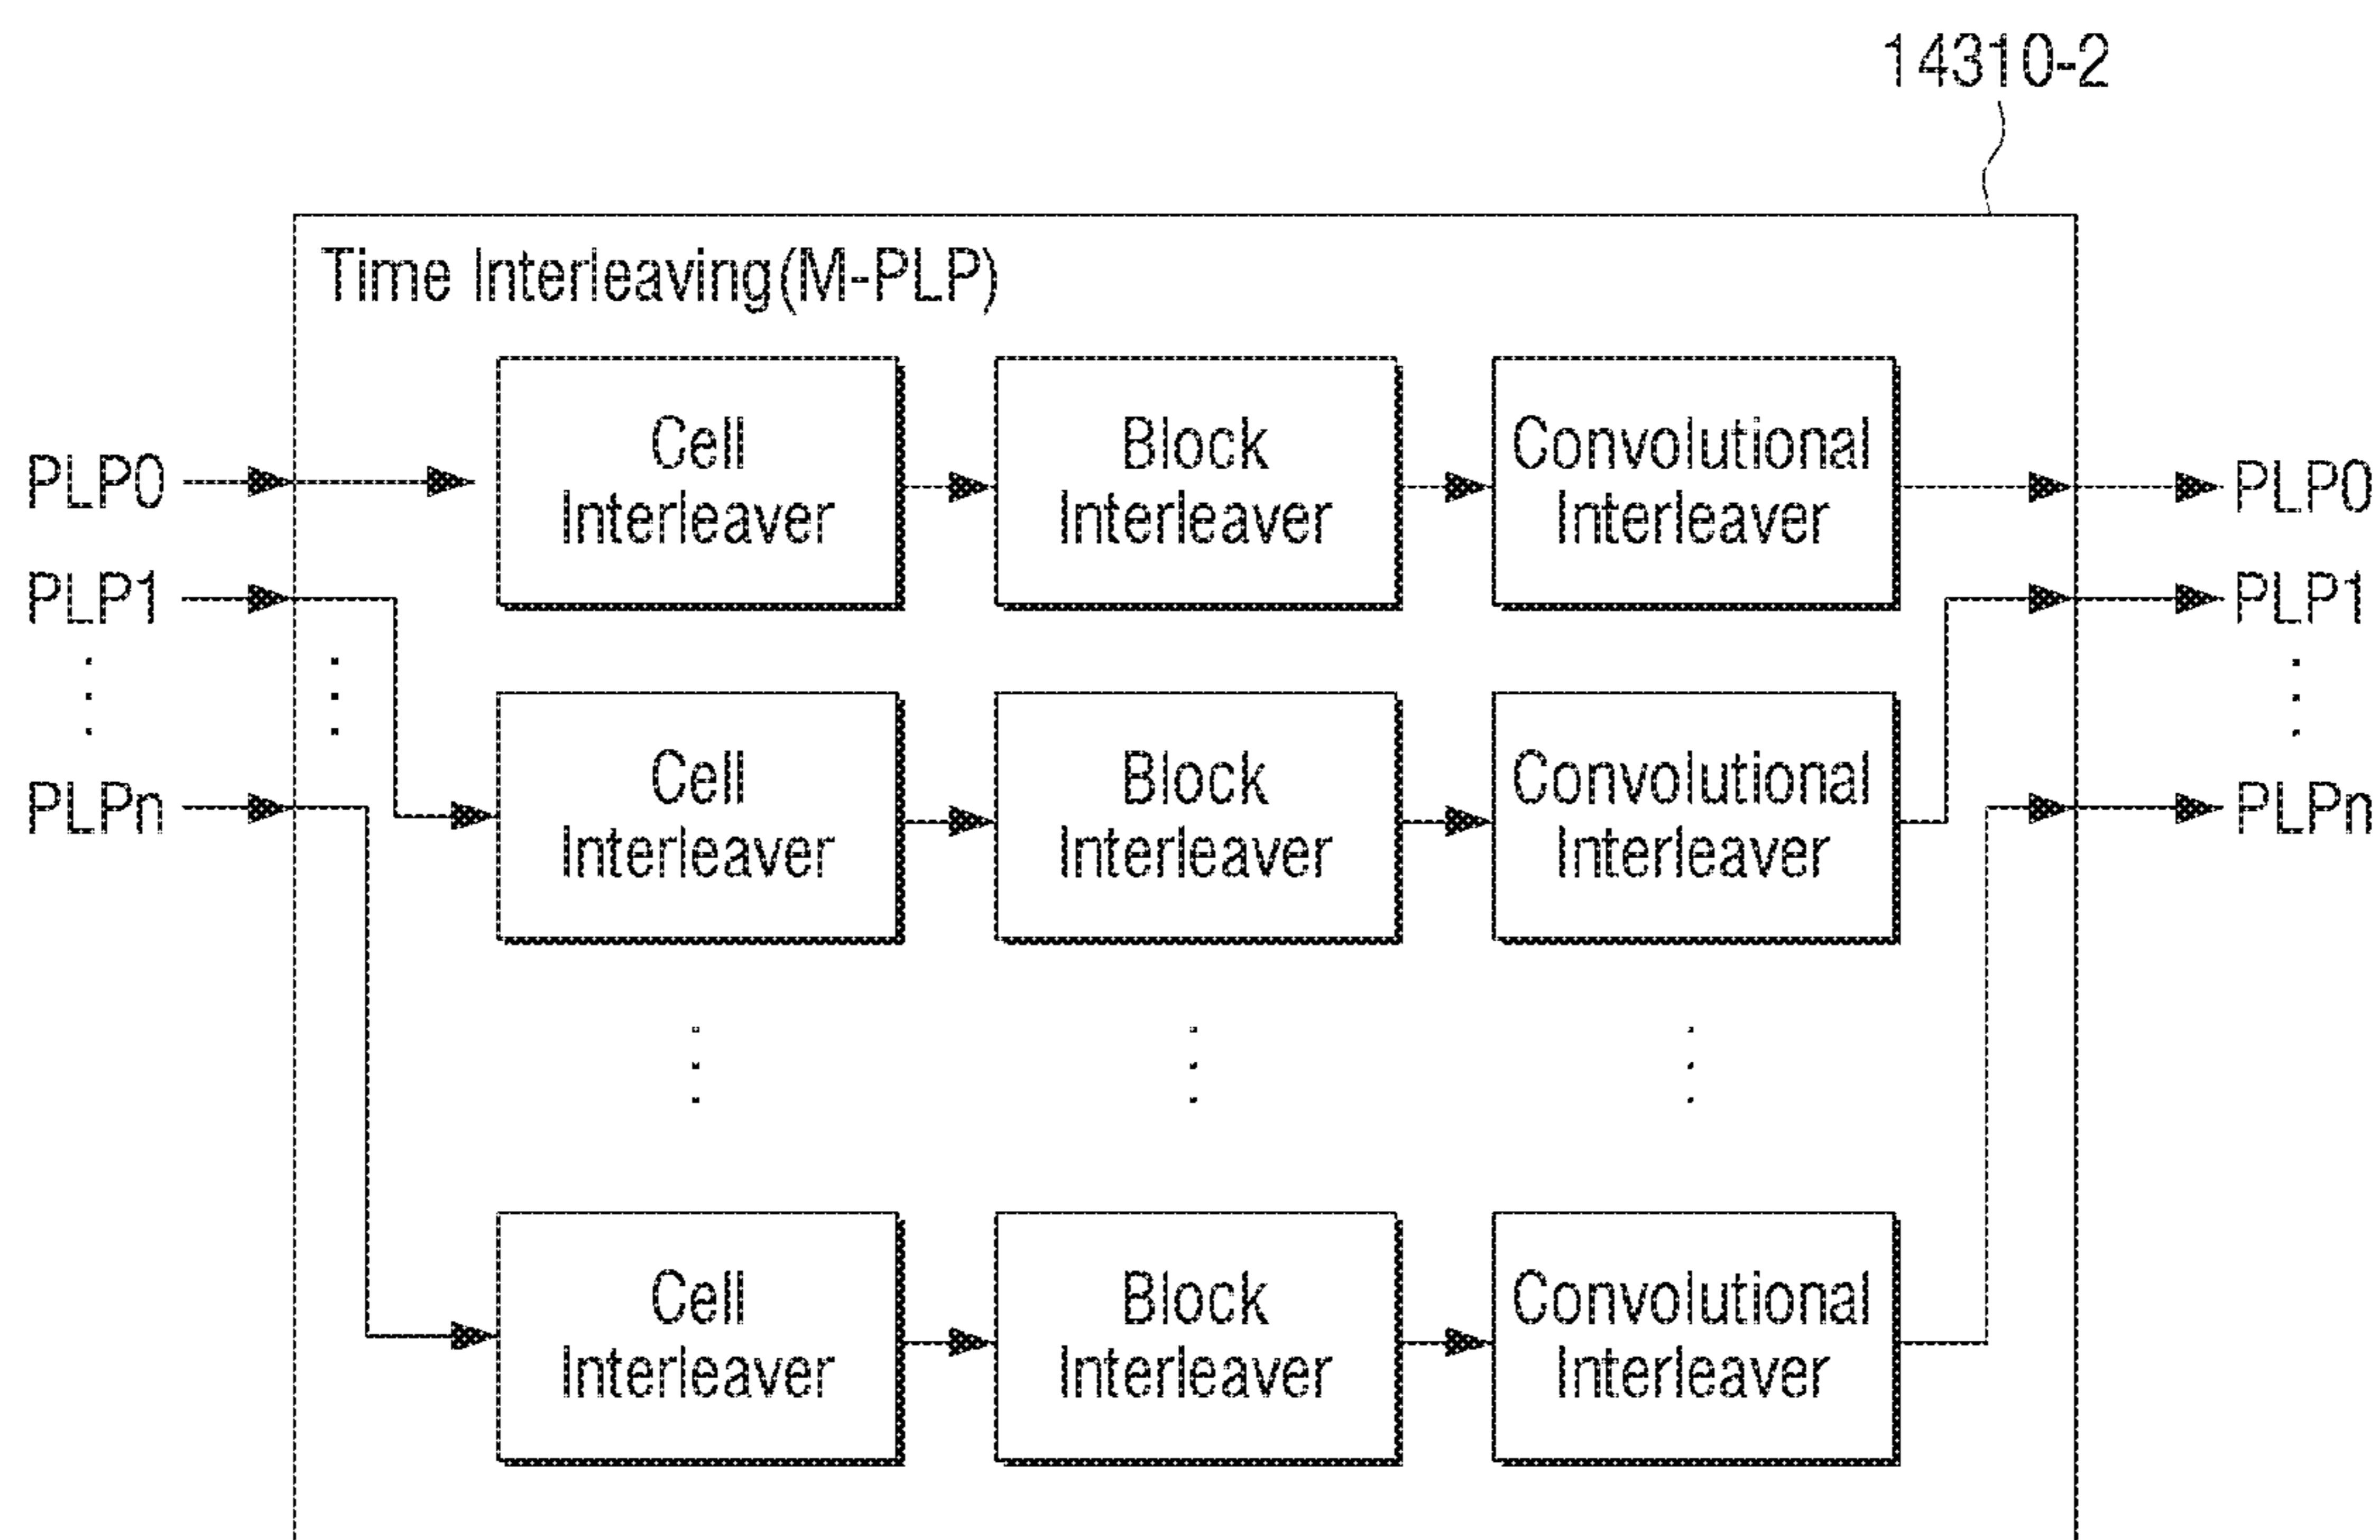 14310-2
Time Interleaving(M-PLP)
PLP0
Cell
Interleaver
Block
Interleaver
Convolutional
Interleaver
PLP0
PLP1
PLP1
Cell
Interleaver
Block
Interleaver
Convolutional
Interleaver
PLPn
PLPn
Cell
Interleaver
Block
Interleaver
Convolutional
Interleaver